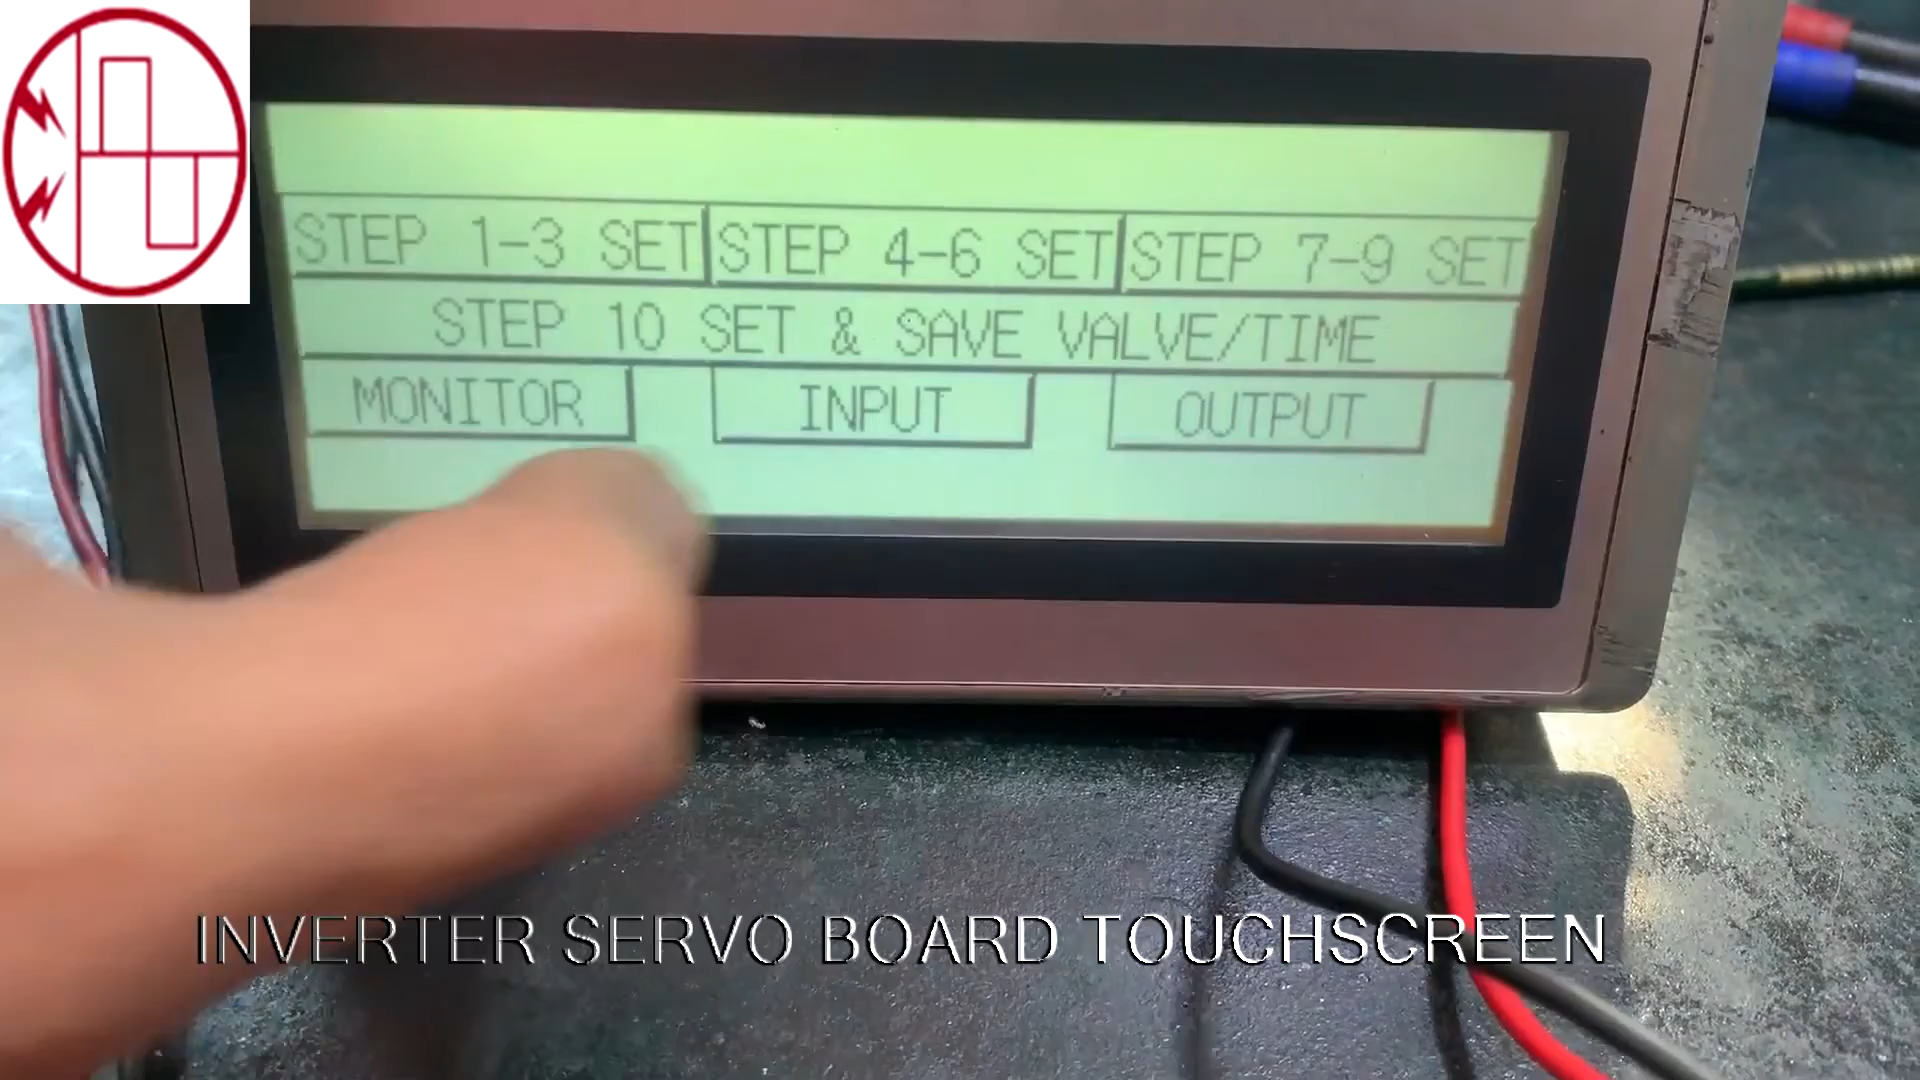 STEP 1-3 SET STEP 4-6 SET STEP 7-9 SET
STEP 10 SET & SAVE VALVE/TIME
MONITOR INPUT OUTPUT
INVERTER SERVO BOARD TOUCHSCREEN